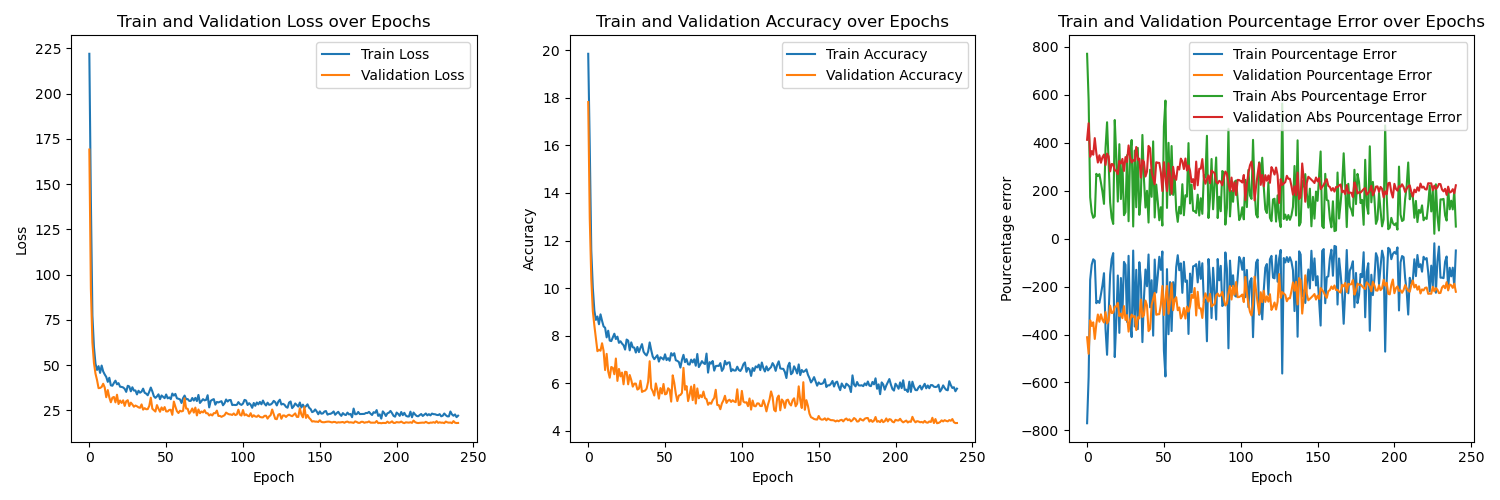 Train and Validation Loss over Epochs
225
200
175
150
125
100
75
50
25
0
50
100
150
200
250
Loss
Epoch
Train Loss
Validation Loss
Train and Validation Accuracy over Epochs
20
18
16
14
12
10
8
6
4
0
50
100
150
200
250
Accuracy
Epoch
Train Accuracy
Validation Accuracy
Train and Validation Pourcentage Error over Epochs
800
600
400
200
0
−200
−400
−600
−800
0
50
100
150
200
250
Pourcentage error
Epoch
Train Pourcentage Error
Validation Pourcentage Error
Train Abs Pourcentage Error
Validation Abs Pourcentage Error